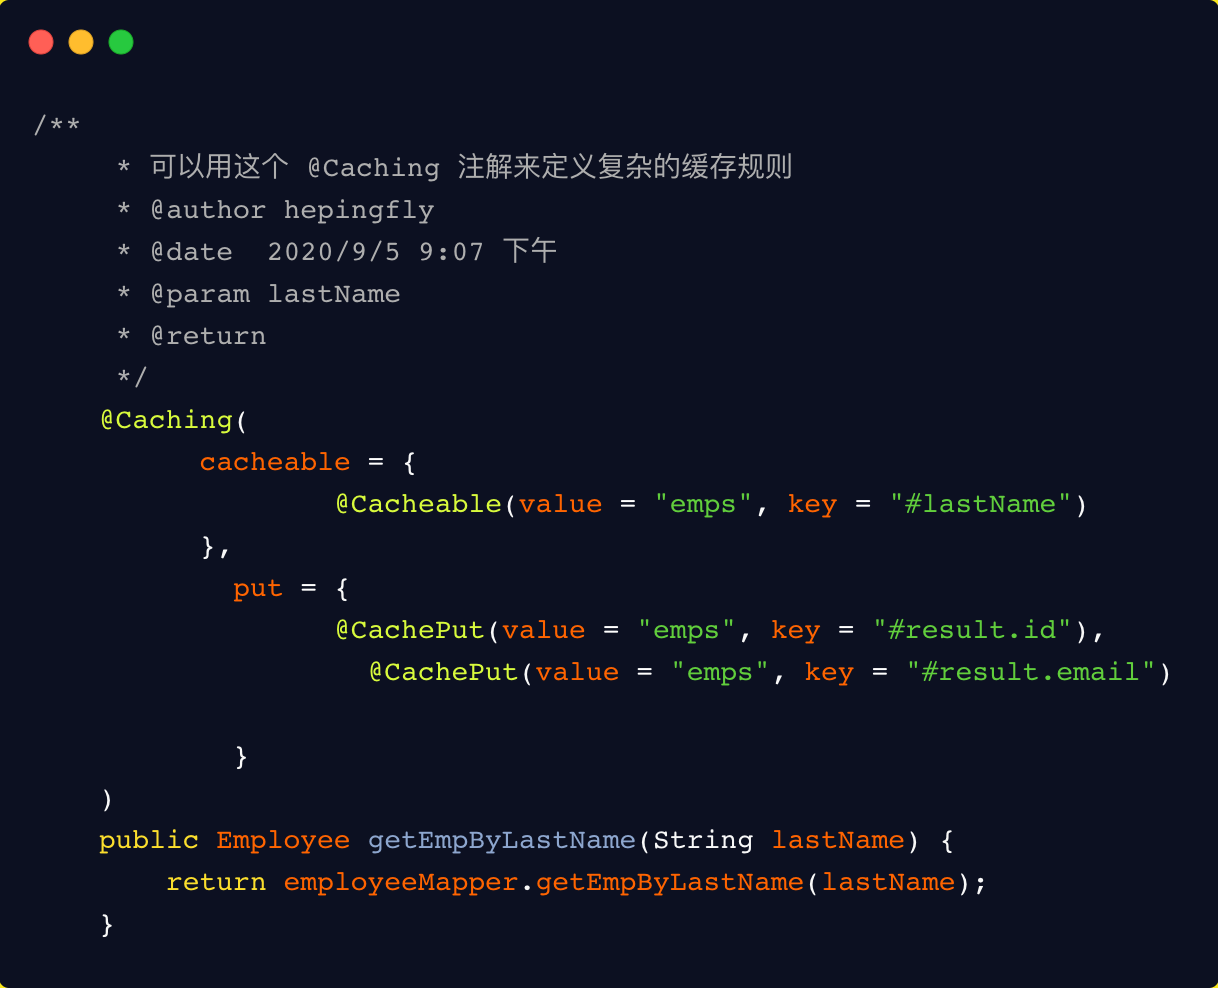 /**
* 可以用这个 @Caching 注解来定义复杂的缓存规则
* @author hepingfly
* @date  2020/9/5 9:07 下午
* @param lastName
* @return
*/
@Caching(
cacheable = {
@Cacheable(value = "emps", key = "#lastName")
},
put = {
@CachePut(value = "emps", key = "#result.id"),
@CachePut(value = "emps", key = "#result.email")
}
)
public Employee getEmpByLastName(String lastName) {
return employeeMapper.getEmpByLastName(lastName);
}